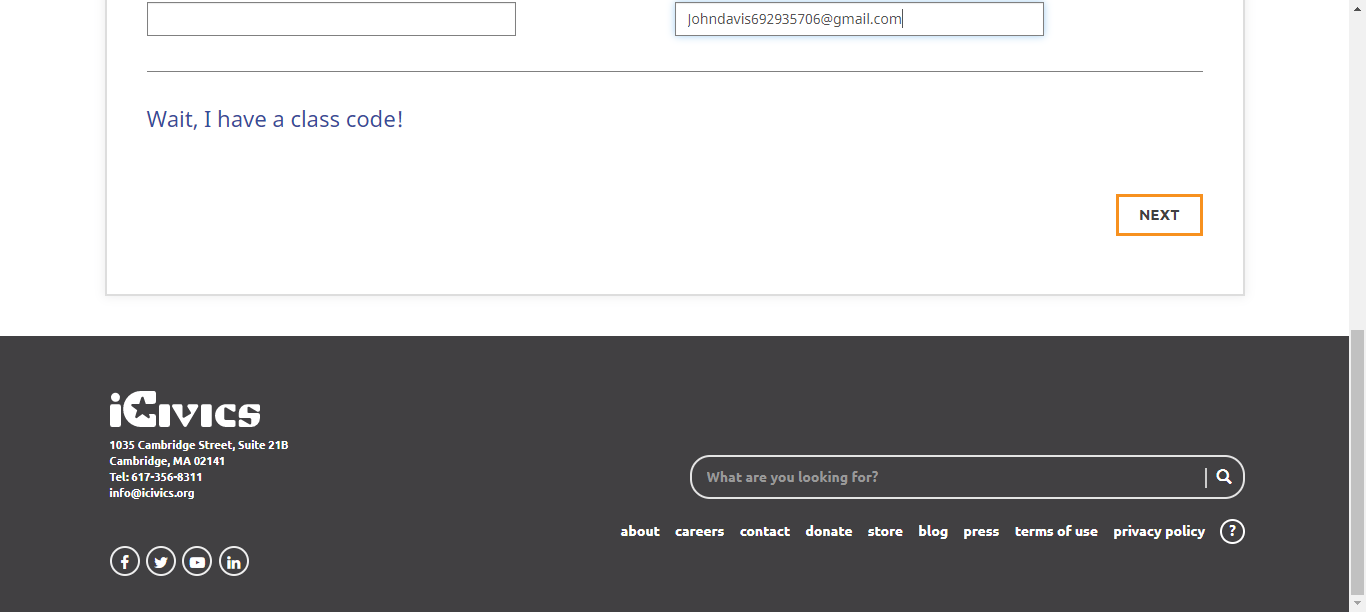 Johndavis692935706@gmail.com
Wait, I have a class code!
NEXT
iCivics
1035 Cambridge Street, Suite 21B
Cambridge, MA 02141
Tel: 617-356-8311
info@icivics.org
What are you looking for?
about careers contact donate store blog press terms of use privacy policy ?